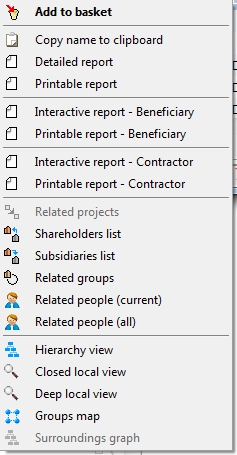 Add to basket
Copy name to clipboard
Detailed report
Printable report
Interactive report - Beneficiary
Printable report - Beneficiary
Interactive report - Contractor
Printable report - Contractor
Related projects
Shareholders list
Subsidiaries list
Related groups
Related people (current)
Related people (all)
Hierarchy view
Closed local view
Deep local view
Groups map
Surroundings graph